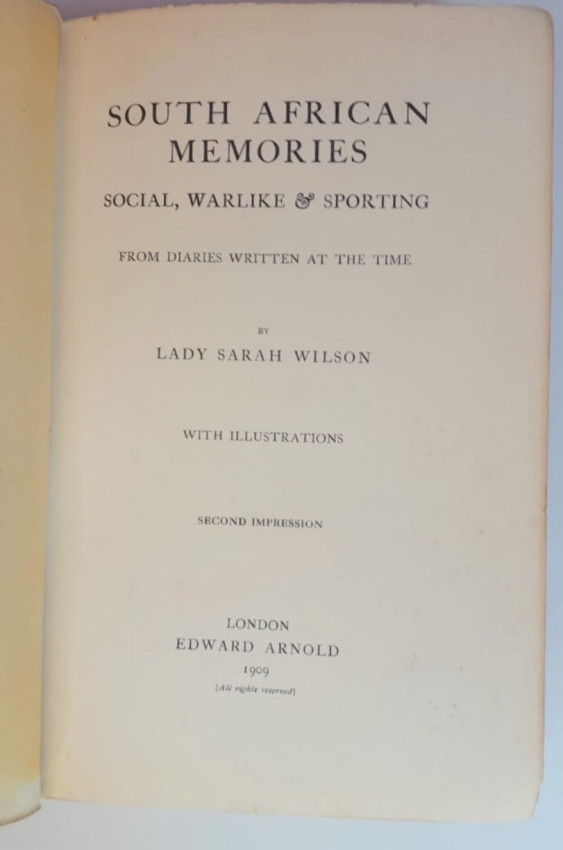 SOUTH AFRICAN
MEMORIES
SOCIAL, WARLIKE & SPORTING
FROM DIARIES WRITTEN AT THE TIME
BY
LADY SARAH WILSON
WITH ILLUSTRATIONS
SECOND IMPRESSION
LONDON
EDWARD ARNOLD
1909
[All rights reserved]